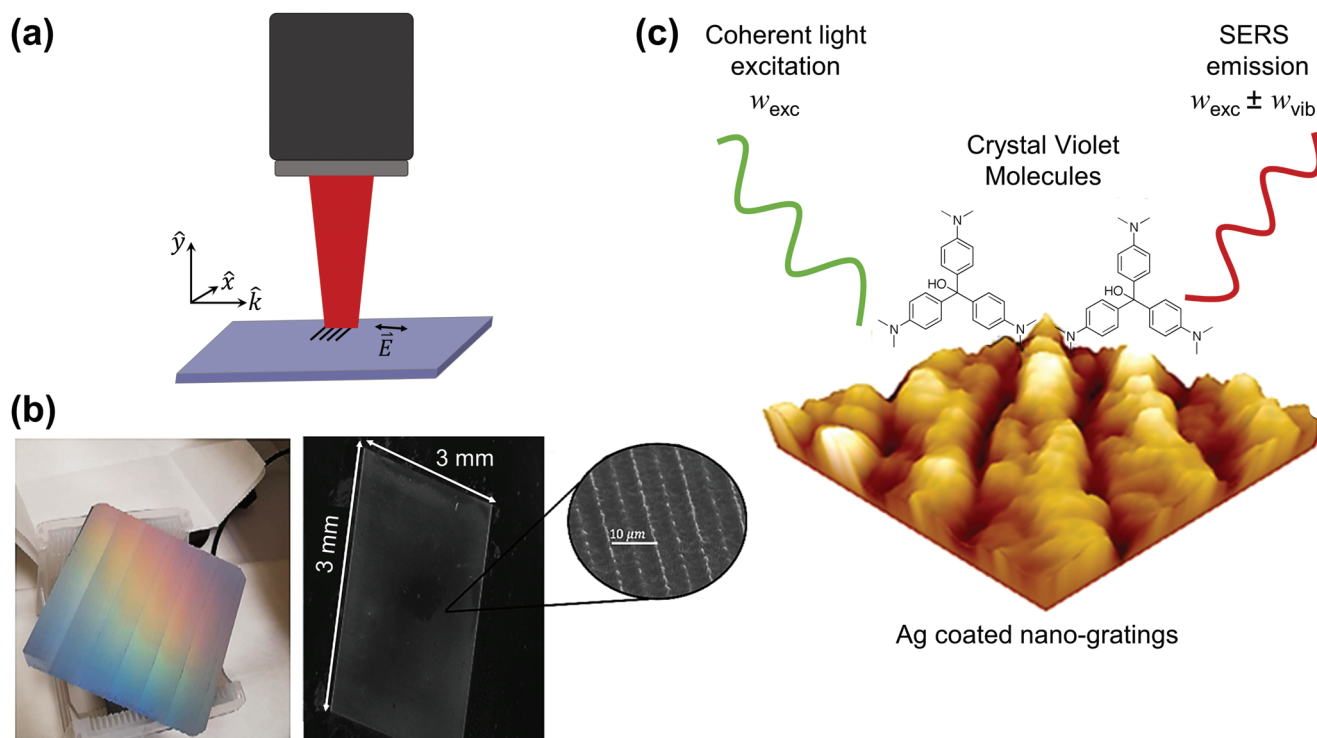 (a)
ŷ
x̂
k̂
E⃗
(b)
3 mm
3 mm
10 μm
(c)
Coherent light
excitation
w_exc
SERS
emission
w_exc ± w_vib
Crystal Violet
Molecules
N
HO
N
N
N
HO
N
N
Ag coated nano-gratings